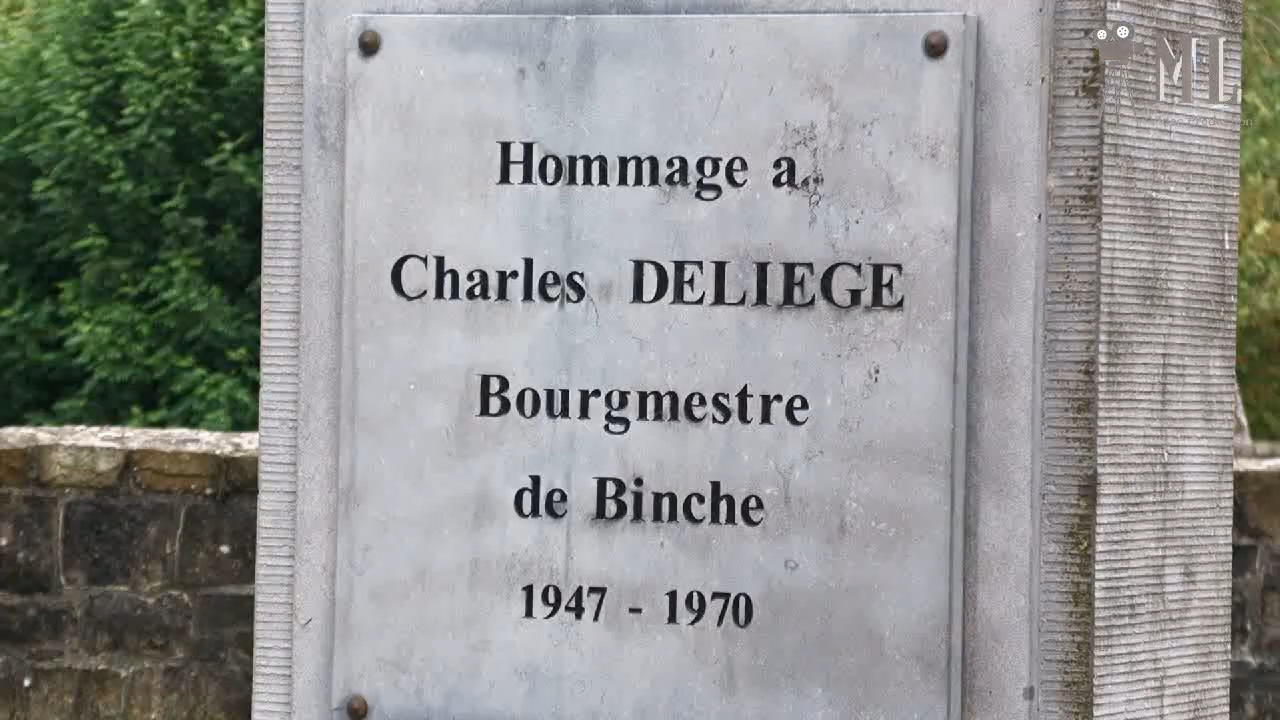 Hommage a
Charles DELIEGE
Bourgmestre
de Binche
1947 - 1970